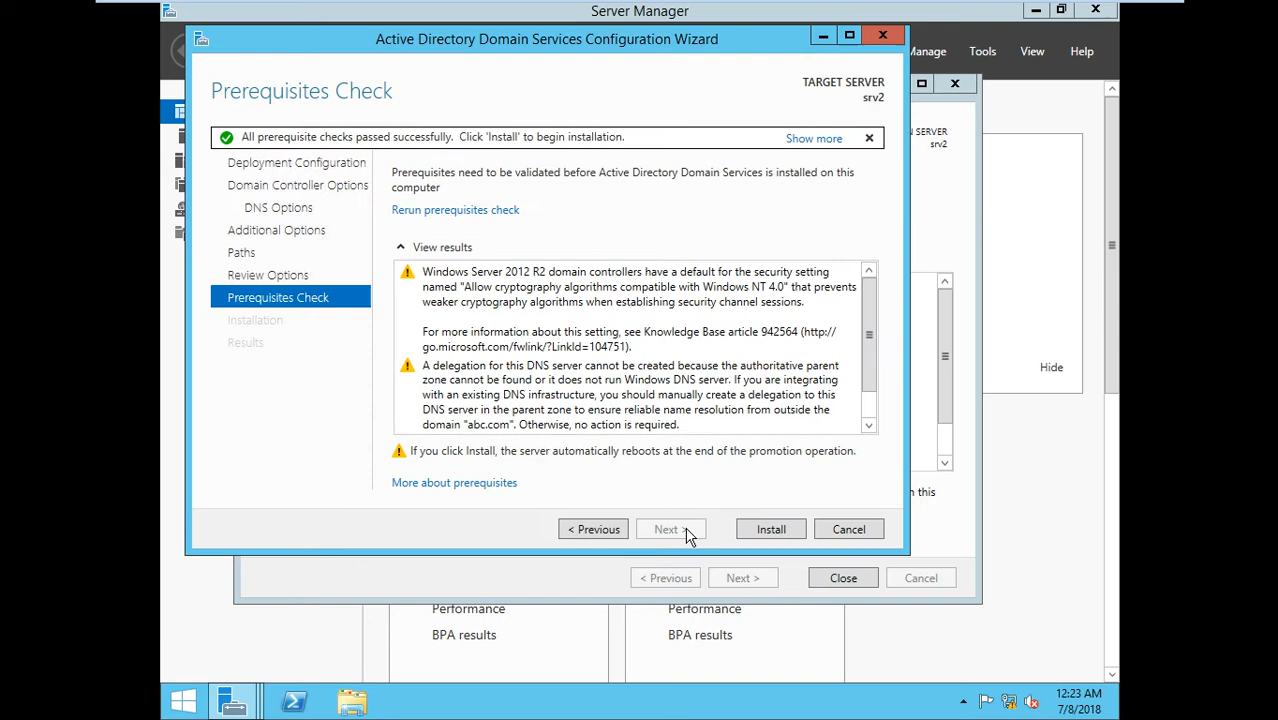 Server Manager
Manage Tools View Help
Active Directory Domain Services Configuration Wizard
Prerequisites Check
TARGET SERVER
srv2
All prerequisite checks passed successfully. Click 'Install' to begin installation.
Show more
Deployment Configuration
Domain Controller Options
DNS Options
Additional Options
Paths
Review Options
Prerequisites Check
Installation
Results
Prerequisites need to be validated before Active Directory Domain Services is installed on this
computer
Rerun prerequisites check
View results
Windows Server 2012 R2 domain controllers have a default for the security setting
named "Allow cryptography algorithms compatible with Windows NT 4.0" that prevents
weaker cryptography algorithms when establishing security channel sessions.
For more information about this setting, see Knowledge Base article 942564 (http://
go.microsoft.com/fwlink/?LinkId=104751).
A delegation for this DNS server cannot be created because the authoritative parent
zone cannot be found or it does not run Windows DNS server. If you are integrating
with an existing DNS infrastructure, you should manually create a delegation to this
DNS server in the parent zone to ensure reliable name resolution from outside the
domain "abc.com". Otherwise, no action is required.
If you click Install, the server automatically reboots at the end of the promotion operation.
More about prerequisites
< Previous
Next >
Install
Cancel
N SERVER
srv2
Hide
n this
< Previous
Next >
Close
Cancel
Performance
BPA results
Performance
BPA results
12:23 AM
7/8/2018